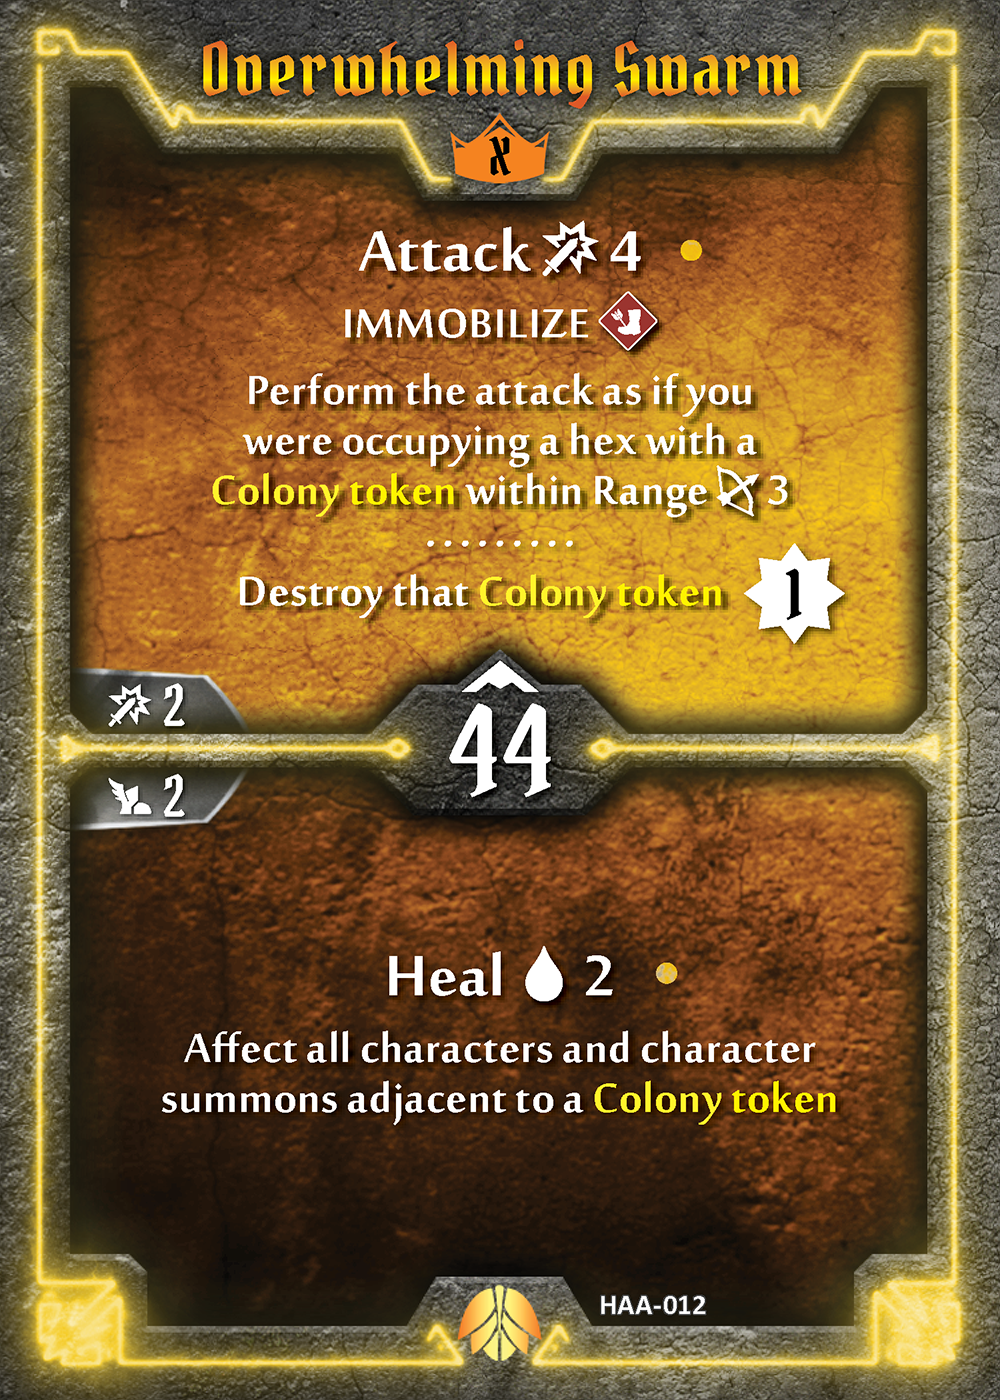 Overwhelming Swarm
X
Attack 4
IMMOBILIZE
Perform the attack as if you
were occupying a hex with a
Colony token within Range 3
.........
Destroy that Colony token 1
2
44
2
Heal 2
Affect all characters and character
summons adjacent to a Colony token
HAA-012